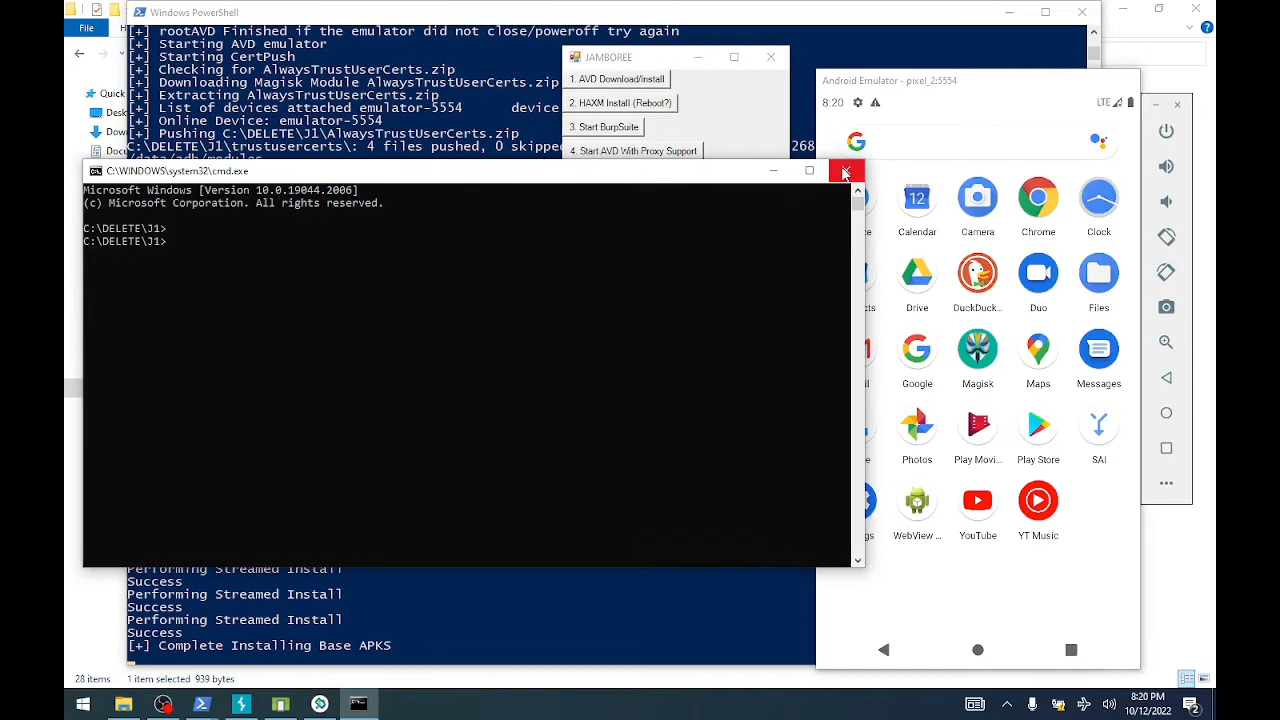 Windows PowerShell
File
[+] rootAVD Finished if the emulator did not close/poweroff try again
[+] Starting AVD emulator
[+] Starting CertPush
[+] Checking for AlwaysTrustUserCerts.zip
[+] Downloading Magisk Module AlwaysTrustUserCerts.zip
[+] Extracting AlwaysTrustUserCerts.zip
[+] List of devices attached emulator-5554 device
[+] Online Device: emulator-5554
[+] Pushing C:\DELETE\J1\AlwaysTrustUserCerts.zip
C:\DELETE\J1\trustusercerts\: 4 files pushed, 0 skipped
268
/data/adb/modules
Quick
JAMBOREE
1. AVD Download/Install
2. HAXM Install (Reboot?)
3. Start BurpSuite
4. Start AVD With Proxy Support
C:\WINDOWS\system32\cmd.exe
Microsoft Windows [Version 10.0.19044.2006]
(c) Microsoft Corporation. All rights reserved.
C:\DELETE\J1>
C:\DELETE\J1>
Android Emulator - pixel_2:5554
8:20
LTE
12
Calendar
Camera
Chrome
Clock
Drive
DuckDuck...
Duo
Files
Google
Magisk
Maps
Messages
Photos
Play Movi...
Play Store
SAI
WebView ...
YouTube
YT Music
Performing Streamed Install
Success
Performing Streamed Install
Success
Performing Streamed Install
Success
[+] Complete Installing Base APKS
28 items
1 item selected 939 bytes
8:20 PM
10/12/2022
2